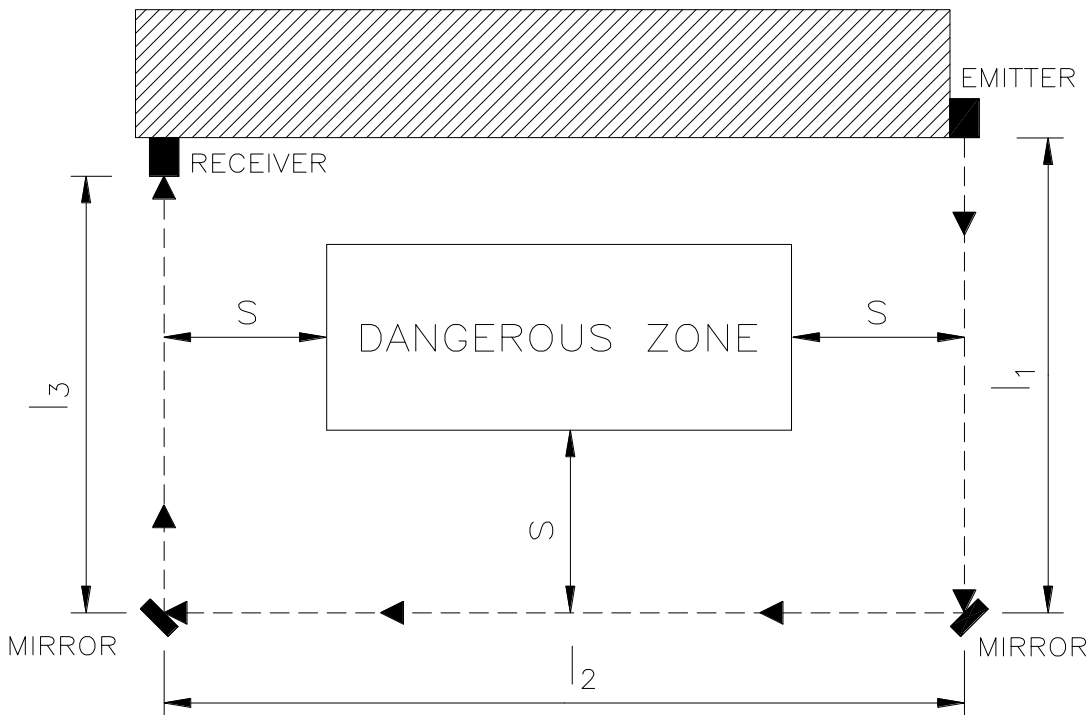 EMITTER
RECEIVER
S
S
DANGEROUS ZONE
l1
l3
S
MIRROR
MIRROR
l2